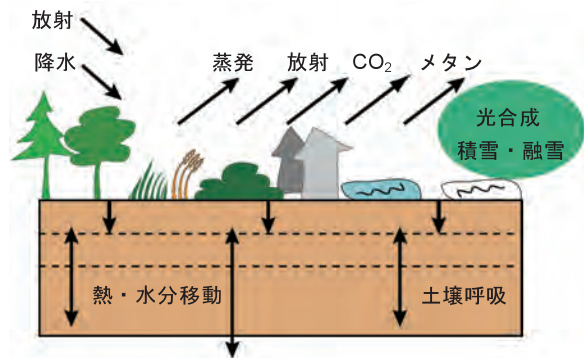 放射
降水
蒸発
放射
CO₂
メタン
光合成
積雪・融雪
熱・水分移動
土壌呼吸